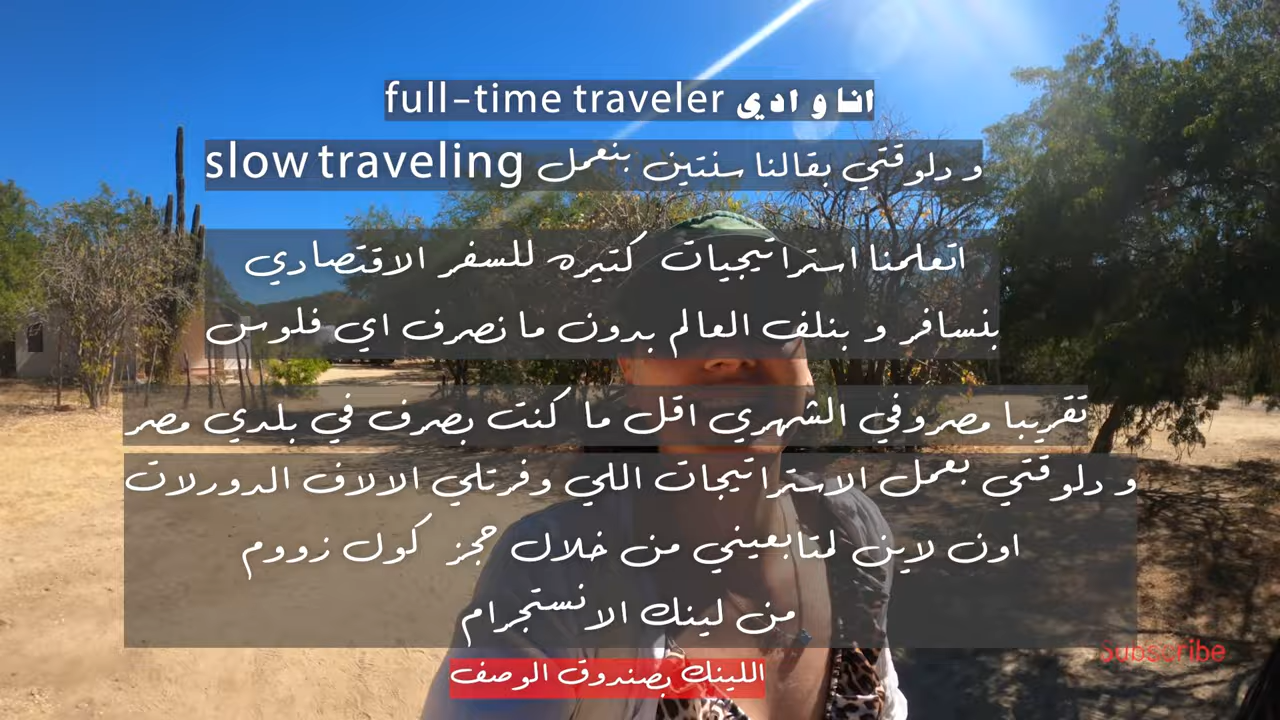 انا و ادي full-time traveler
و دلوقتي بقالنا سنتين بنعمل slow traveling
اتعلمنا استراتيجيات كتيره للسفر الاقتصادي
بنسافر و بنلف العالم بدون مانصرف اي فلوس
تقريبا مصروفي الشهري اقل ما كنت بصرف في بلدي مصر
و دلوقتي بعمل الاستراتيجات اللي وفرتلي الالاف الدورلات
اون لاين لمتابعيني من خلال حجز كول زووم
من لينك الانستجرام
Subscribe
اللينك بصندوق الوصف